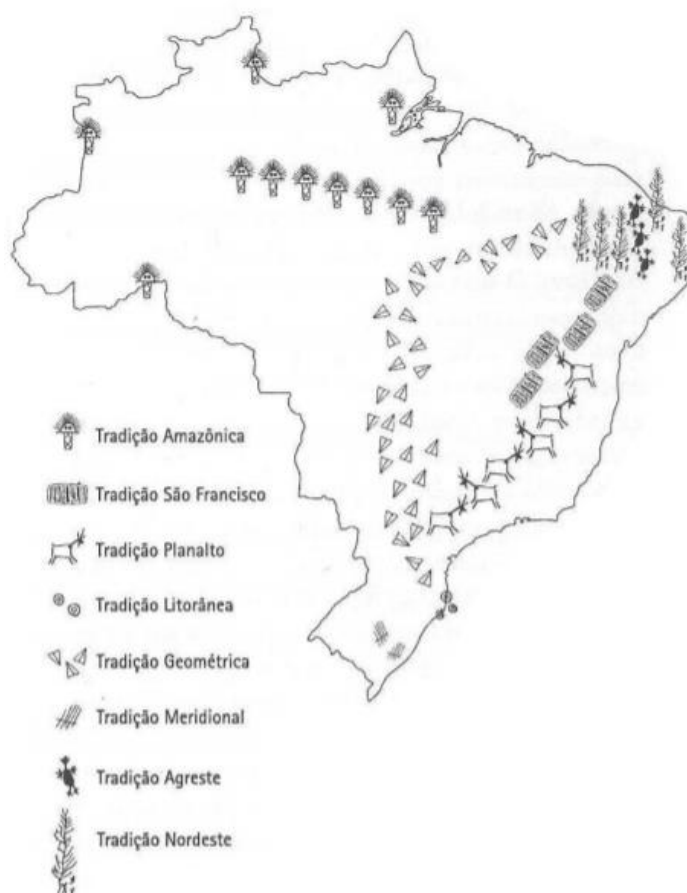 Tradição Amazônica
Tradição São Francisco
Tradição Planalto
Tradição Litorânea
Tradição Geométrica
Tradição Meridional
Tradição Agreste
Tradição Nordeste